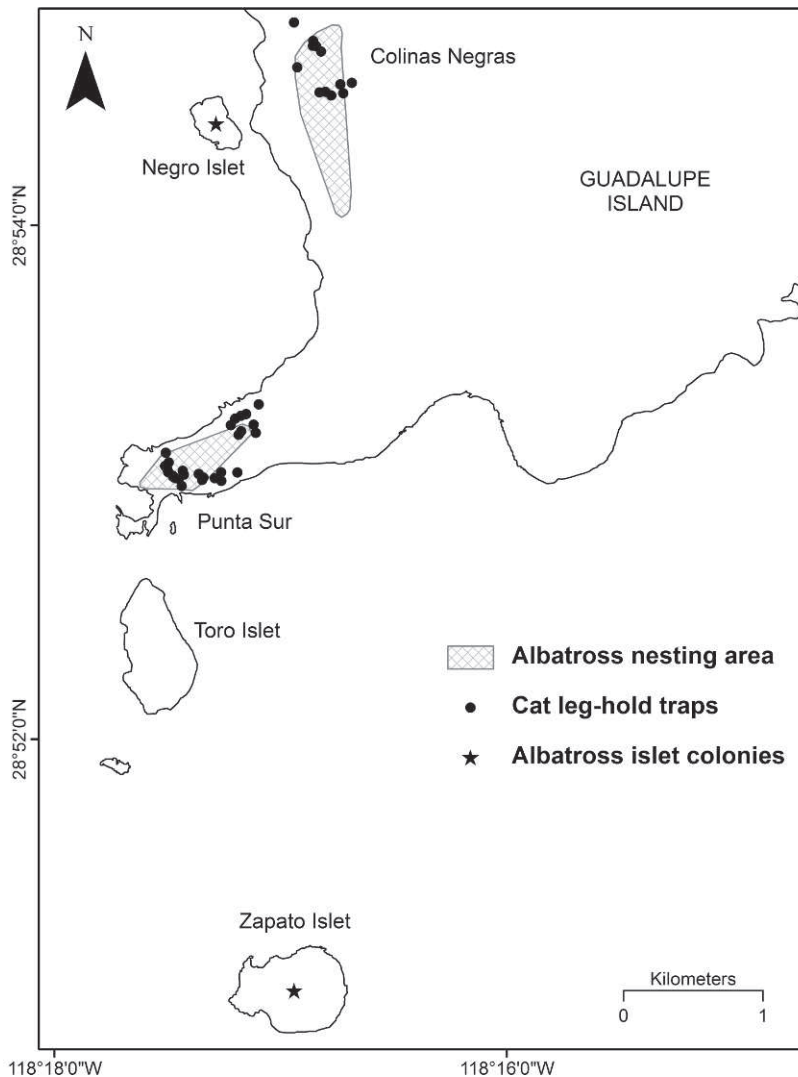 N
Colinas Negras
Negro Islet
GUADALUPE
ISLAND
28°54'0"N
Punta Sur
Toro Islet
Albatross nesting area
Cat leg-hold traps
28°52'0"N
Albatross islet colonies
Zapato Islet
Kilometers
0 1
118°18'0"W 118°16'0"W